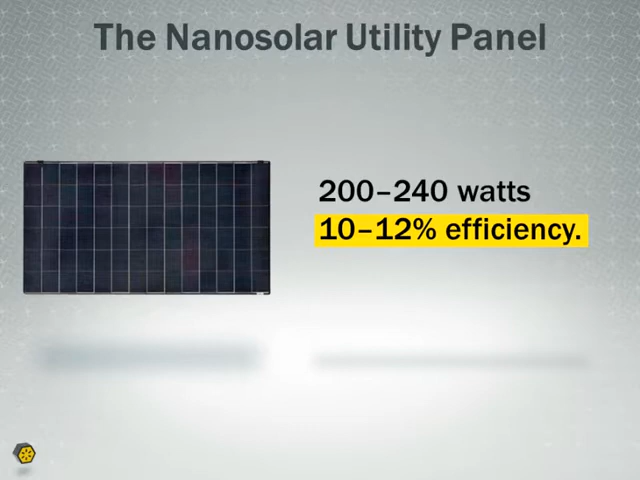 The Nanosolar Utility Panel
200–240 watts
10–12% efficiency.